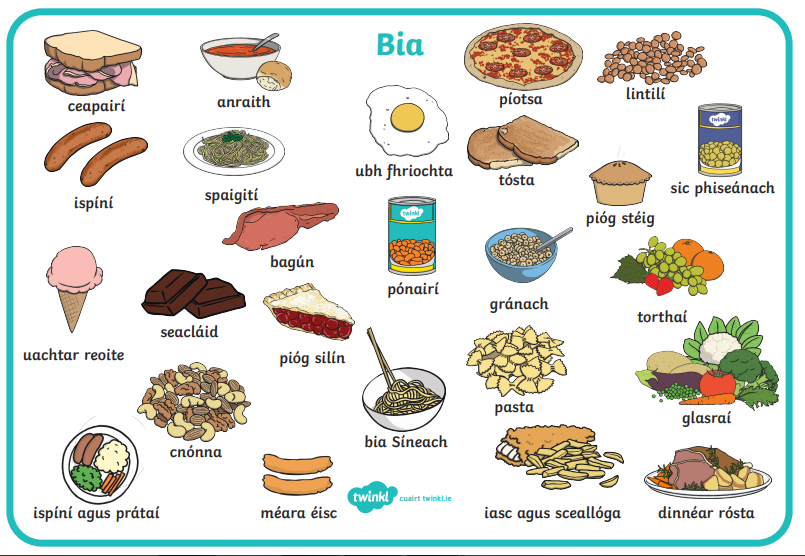 Bia
ceapairí
anraith
píotsa
lintilí
ispíní
spaigití
ubh fhriochta
tósta
twinkl
sic phiseánach
pióg stéig
bagún
twinkl
pónairí
gránach
torthaí
uachtar reoite
seacláid
pióg silín
bia Síneach
pasta
glasraí
cnónna
ispíní agus prátaí
méara éisc
twinkl
cuairt twinkl.ie
iasc agus sceallóga
dinnéar rósta